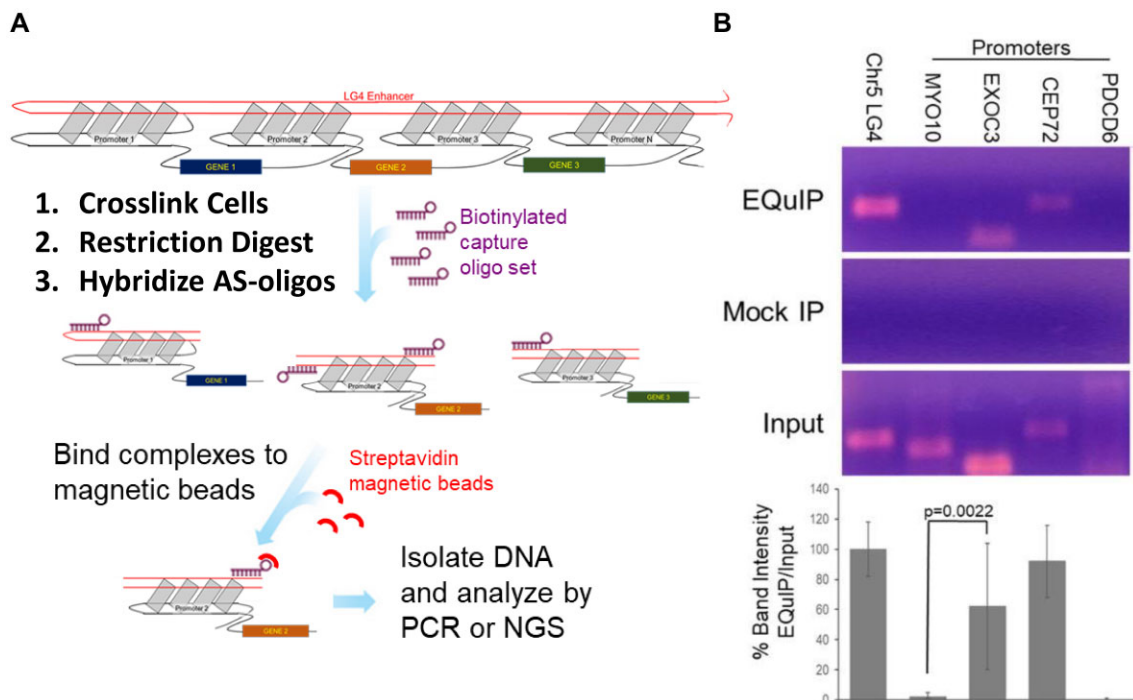 A
LG4 Enhancer
Promoter 1
Promoter 2
Promoter 3
Promoter N
GENE 1
GENE 2
GENE 3
1. Crosslink Cells
2. Restriction Digest
3. Hybridize AS-oligos
Biotinylated
capture
oligo set
Promoter 1
GENE 1
Promoter 2
GENE 2
Promoter 3
GENE 3
Bind complexes to
magnetic beads
Streptavidin
magnetic beads
Promoter 2
GENE 2
Isolate DNA
and analyze by
PCR or NGS
B
Promoters
Chr5 LG4
MYO10
EXOC3
CEP72
PDCD6
EQuIP
Mock IP
Input
% Band Intensity
EQuIP/Input
140
120
100
80
60
40
20
0
p=0.0022